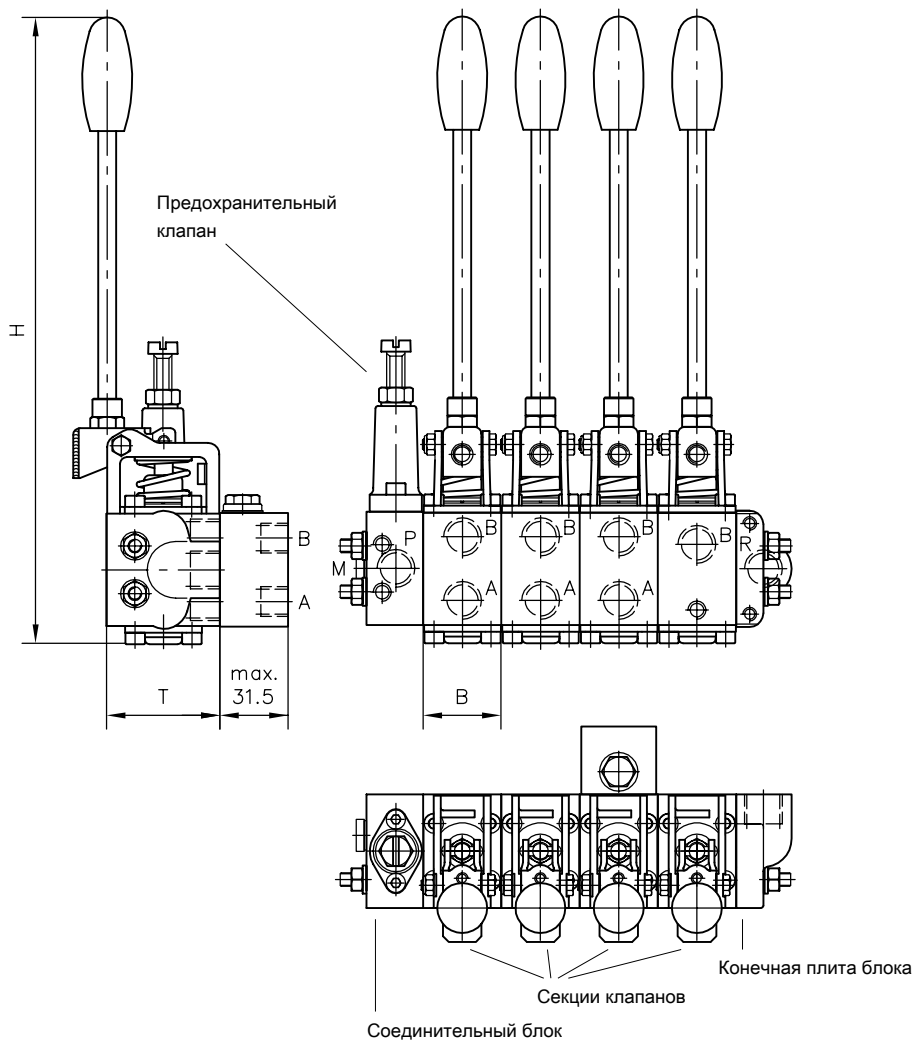 Предохранительный
клапан
H
B
A
max.
31.5
T
P
M
B
A
B
A
B
A
B
R
B
Конечная плита блока
Секции клапанов
Соединительный блок